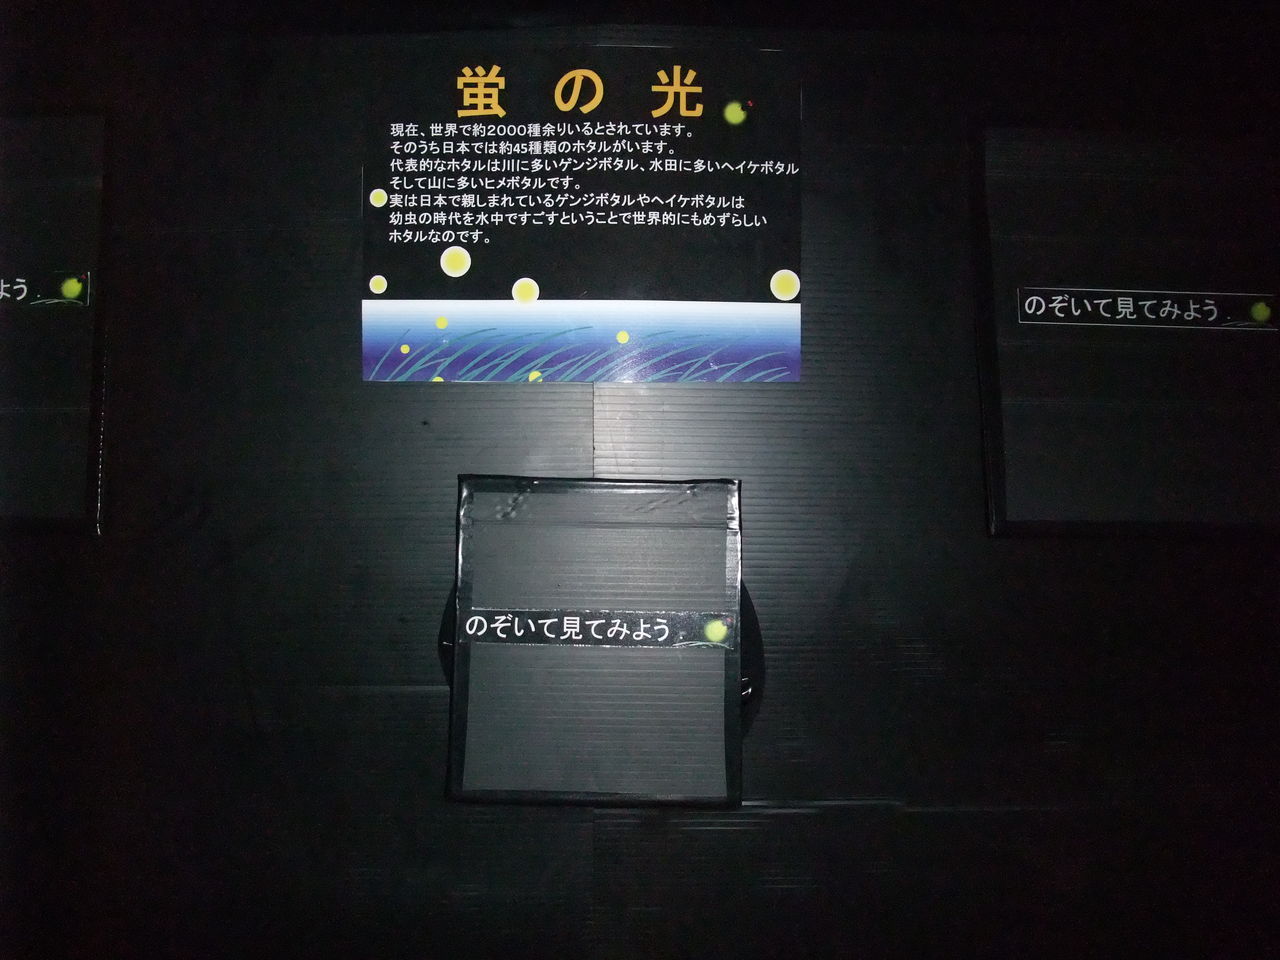 蛍の光
現在、世界で約2000種余りいるとされています。
そのうち日本では約45種類のホタルがいます。
代表的なホタルは川に多いゲンジボタル、水田に多いヘイケボタル
そして山に多いヒメボタルです。
実は日本で親しまれているゲンジボタルやヘイケボタルは
幼虫の時代を水中ですごすということで世界的にもめずらしい
ホタルなのです。
よう
のぞいて見てみよう
のぞいて見てみよう